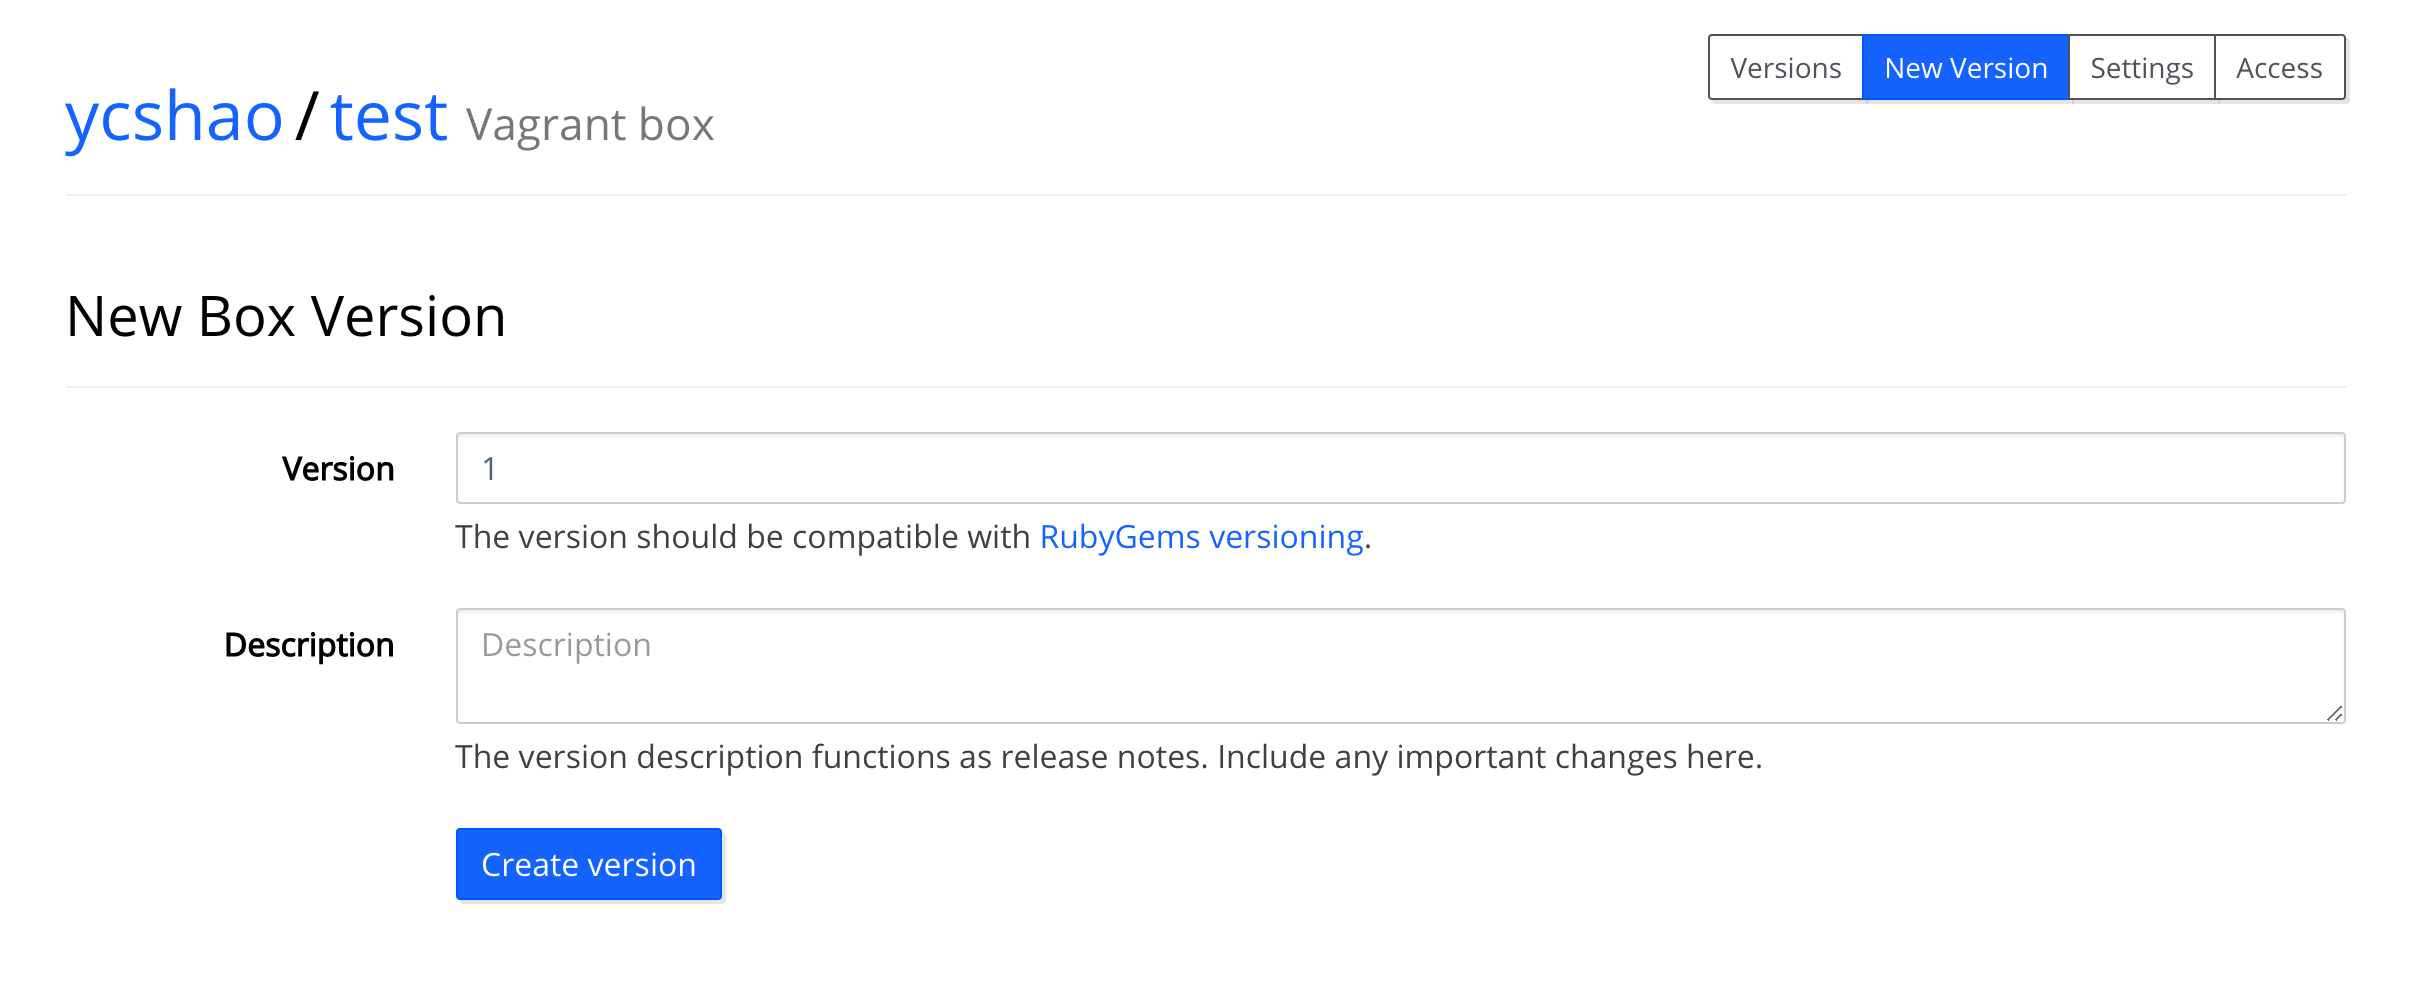 Versions New Version Settings Access
ycshao / test Vagrant box
New Box Version
Version 1
The version should be compatible with RubyGems versioning.
Description Description
The version description functions as release notes. Include any important changes here.
Create version